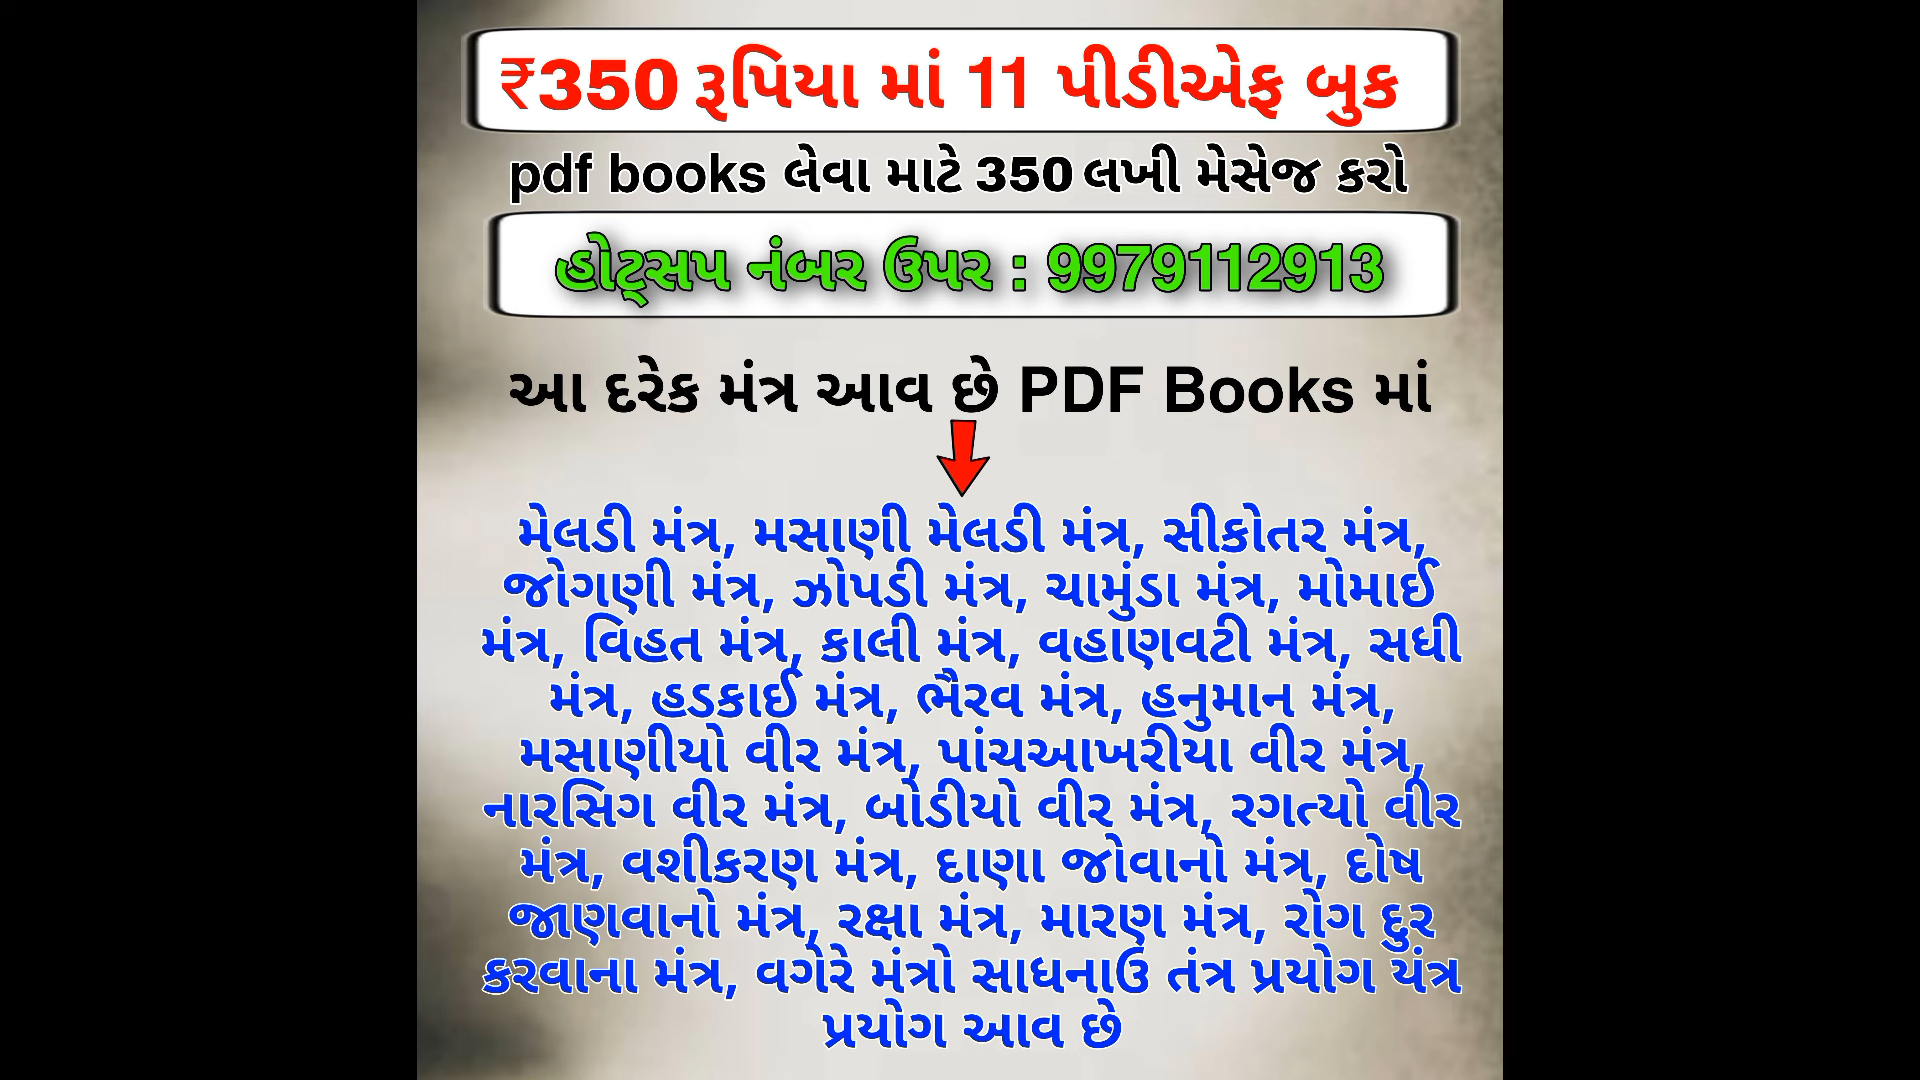 ₹350 રૂપિયા માં 11 પીડીએફ બુક
pdf books લેવા માટે 350 લખી મેસેજ કરો
હોટ્સપ નંબર ઉપર : 9979112913
આ દરેક મંત્ર આવ છે PDF Books માં
મેલડી મંત્ર, મસાણી મેલડી મંત્ર, સીકોતર મંત્ર,
જોગણી મંત્ર, ઝોપડી મંત્ર, ચામુંડા મંત્ર, મોમાઈ
મંત્ર, વિહત મંત્ર, કાલી મંત્ર, વહાણવટી મંત્ર, સધી
મંત્ર, હડકાઈ મંત્ર, ભૈરવ મંત્ર, હનુમાન મંત્ર,
મસાણીયો વીર મંત્ર, પાંચઆખરીયા વીર મંત્ર,
નારસિગ વીર મંત્ર, બોડીયો વીર મંત્ર, રગત્યો વીર
મંત્ર, વશીકરણ મંત્ર, દાણા જોવાનો મંત્ર, દોષ
જાણવાનો મંત્ર, રક્ષા મંત્ર, મારણ મંત્ર, રોગ દુર
કરવાના મંત્ર, વગેરે મંત્રો સાધનાઉ તંત્ર પ્રયોગ યંત્ર
પ્રયોગ આવ છે